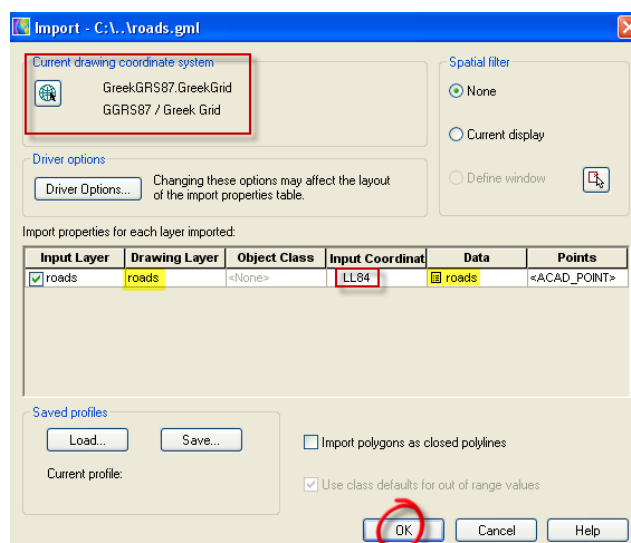 Import - C:\..\roads.gml
Current drawing coordinate system
GreekGRS87.GreekGrid
GGRS87 / Greek Grid
Spatial filter
None
Current display
Define window
Driver options
Driver Options...
Changing these options may affect the layout
of the import properties table.
Import properties for each layer imported:
Input Layer Drawing Layer Object Class Input Coordinat Data Points
roads roads <None> LL84 roads <ACAD_POINT>
Saved profiles
Load... Save...
Current profile:
Import polygons as closed polylines
Use class defaults for out of range values
OK Cancel Help